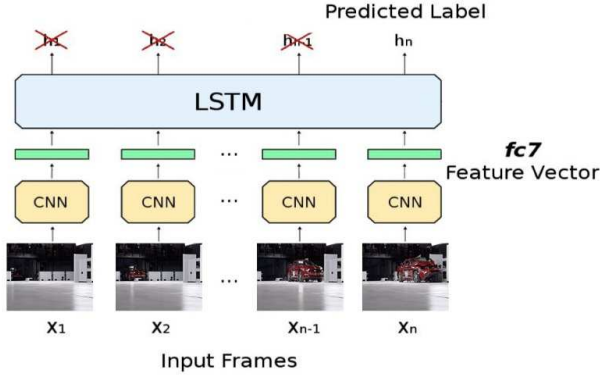 Predicted Label
h1 h2 hn-1 hn
LSTM
... fc7
Feature Vector
CNN CNN ... CNN CNN
...
x1 x2 xn-1 xn
Input Frames